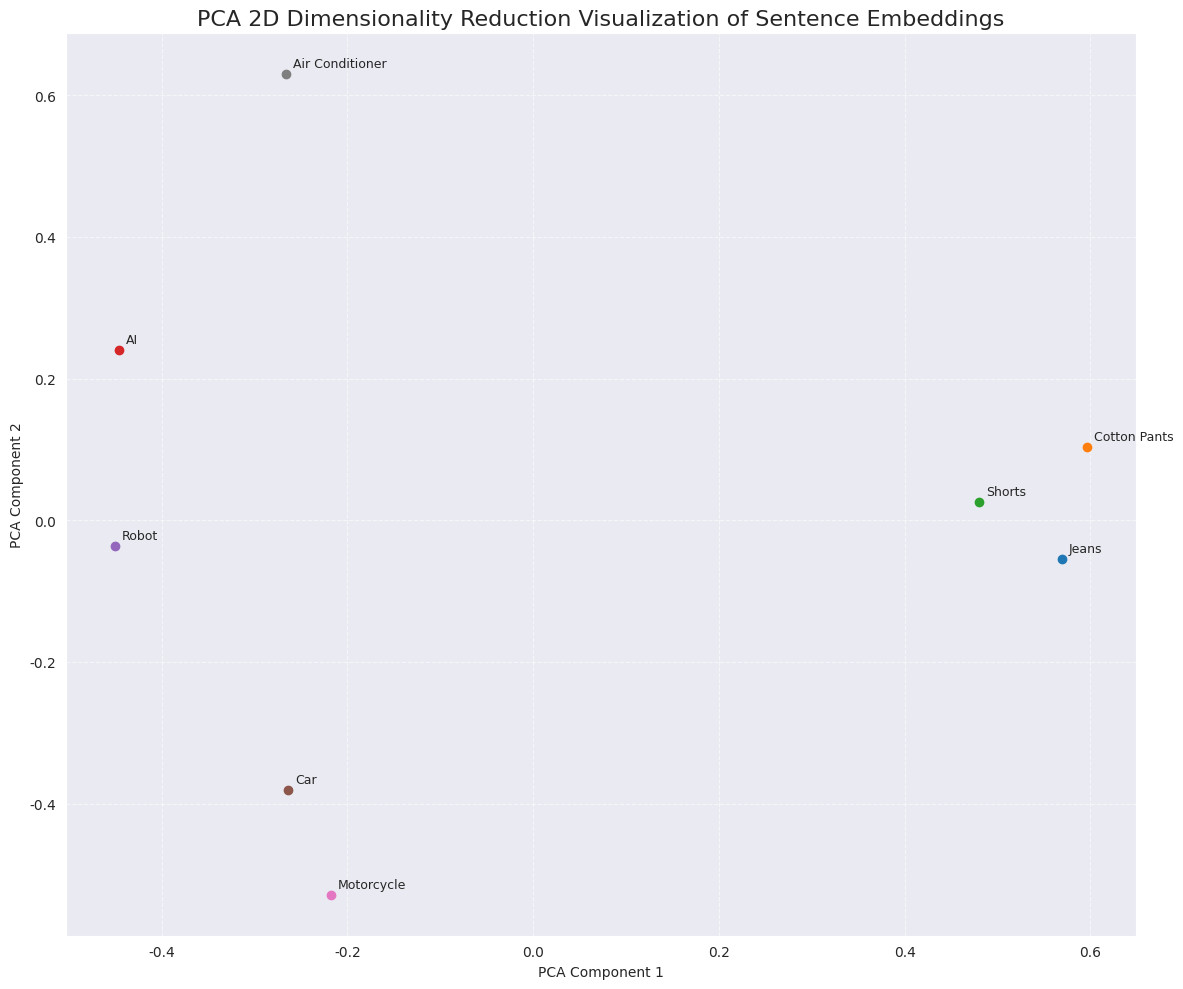 PCA 2D Dimensionality Reduction Visualization of Sentence Embeddings
Air Conditioner
0.6
0.4
AI
0.2
Cotton Pants
Shorts
PCA Component 2
0.0
Robot
Jeans
-0.2
Car
-0.4
Motorcycle
-0.4 -0.2 0.0 0.2 0.4 0.6
PCA Component 1